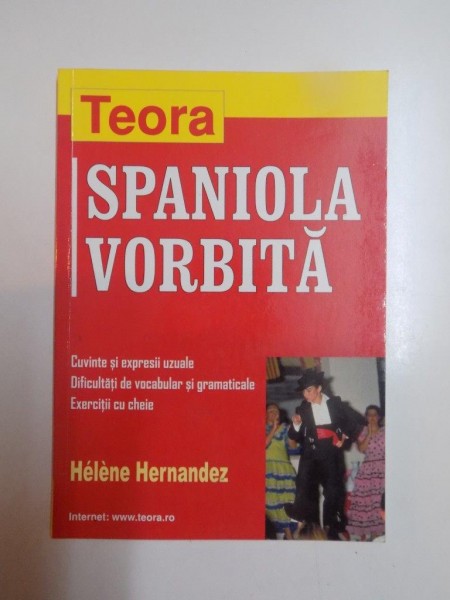 Teora
SPANIOLA
VORBITĂ
Cuvinte și expresii uzuale
Dificultăți de vocabular și gramaticale
Exerciții cu cheie
Hélène Hernandez
Internet: www.teora.ro